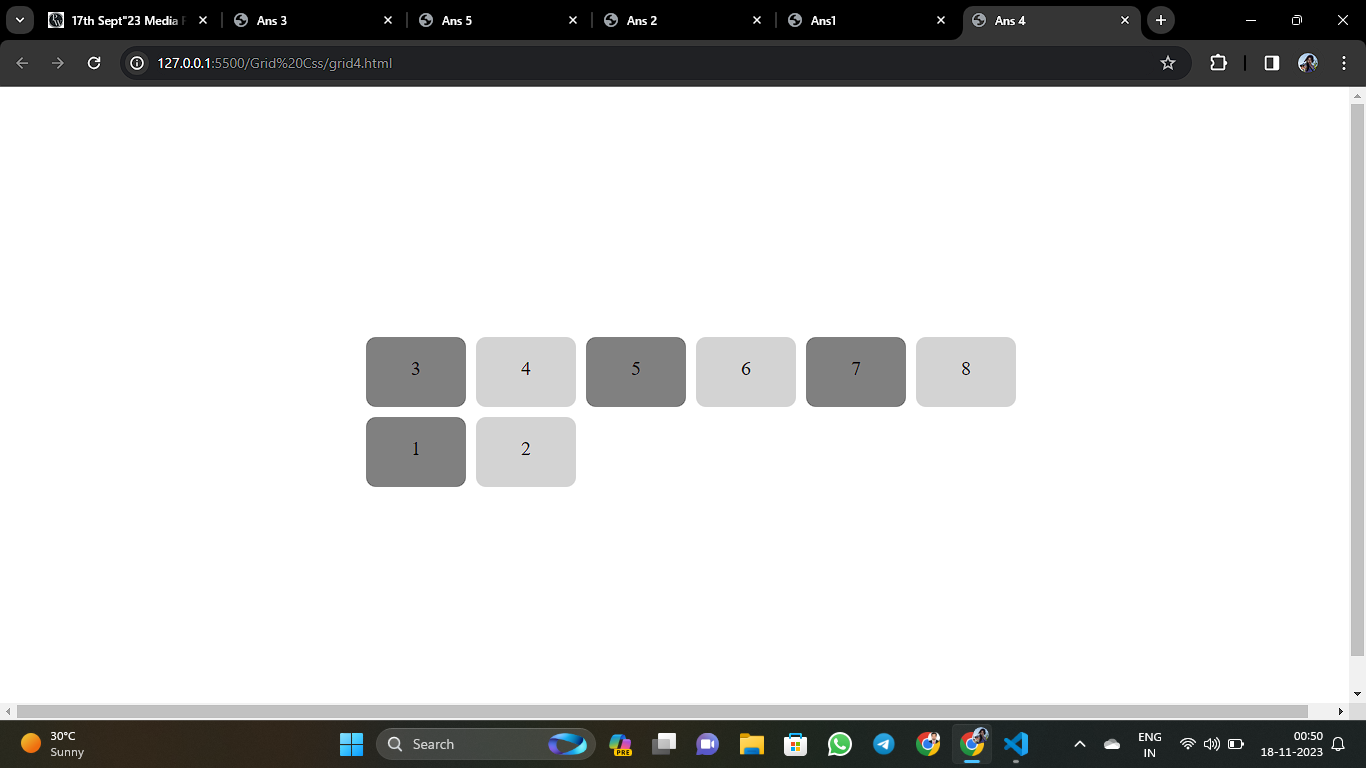 17th Sept"23 Media
Ans 3
Ans 5
Ans 2
Ans1
Ans 4
127.0.0.1:5500/Grid%20Css/grid4.html
3 4 5 6 7 8
1 2
30°C
Sunny
Search
PRE
ENG
IN
00:50
18-11-2023